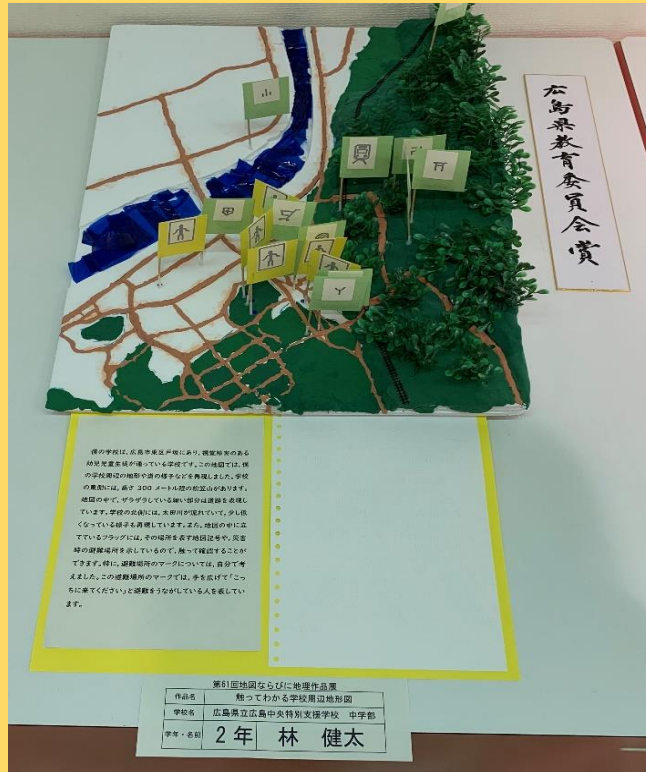 広島県教育委員会賞
僕の学校は、広島市東区戸坂にあり、視覚障害のある
幼児児童生徒が通っている学校です。この地図では、僕
の学校周辺の地形や道の様子などを再現しました。学校
の東側には、高さ 300 メートル程の松笠山があります。
地図の中で、ザラザラしている細い部分は道路を表現し
ています。学校の北側には、太田川が流れていて、少し低
くなっている様子も再現しています。また、地図の中に立
てているフラッグには、その場所を表す地図記号や、災害
時の避難場所を示しているので、触って確認することが
できます。特に、避難場所のマークについては、自分で考
えました。この避難場所のマークでは、手を広げて「こっ
ちに来てください」と避難をうながしている人を表してい
ます。
第61回地図ならびに地理作品展
作品名 触ってわかる学校周辺地形図
学校名 広島県立広島中央特別支援学校 中学部
学年・名前 2年 林 健太